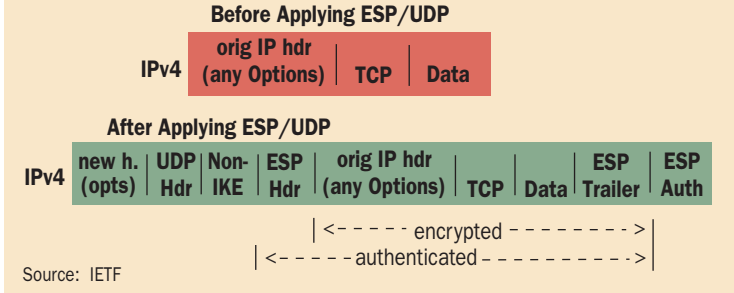 Before Applying ESP/UDP
IPv4 orig IP hdr (any Options) | TCP | Data
After Applying ESP/UDP
IPv4 new h. (opts) | UDP Hdr | Non-IKE | ESP Hdr | orig IP hdr (any Options) | TCP | Data | ESP Trailer | ESP Auth
|<- - - - - encrypted - - - - - - - - >|
|<- - - - - authenticated - - - - - - - - - - ->|
Source: IETF